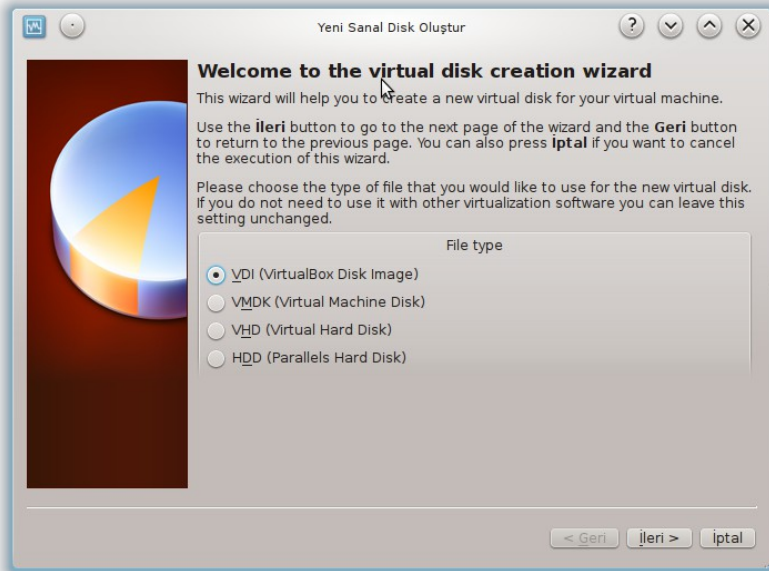 Yeni Sanal Disk Oluştur
Welcome to the virtual disk creation wizard
This wizard will help you to create a new virtual disk for your virtual machine.
Use the İleri button to go to the next page of the wizard and the Geri button
to return to the previous page. You can also press İptal if you want to cancel
the execution of this wizard.
Please choose the type of file that you would like to use for the new virtual disk.
If you do not need to use it with other virtualization software you can leave this
setting unchanged.
File type
VDI (VirtualBox Disk Image)
VMDK (Virtual Machine Disk)
VHD (Virtual Hard Disk)
HDD (Parallels Hard Disk)
< Geri İleri > İptal